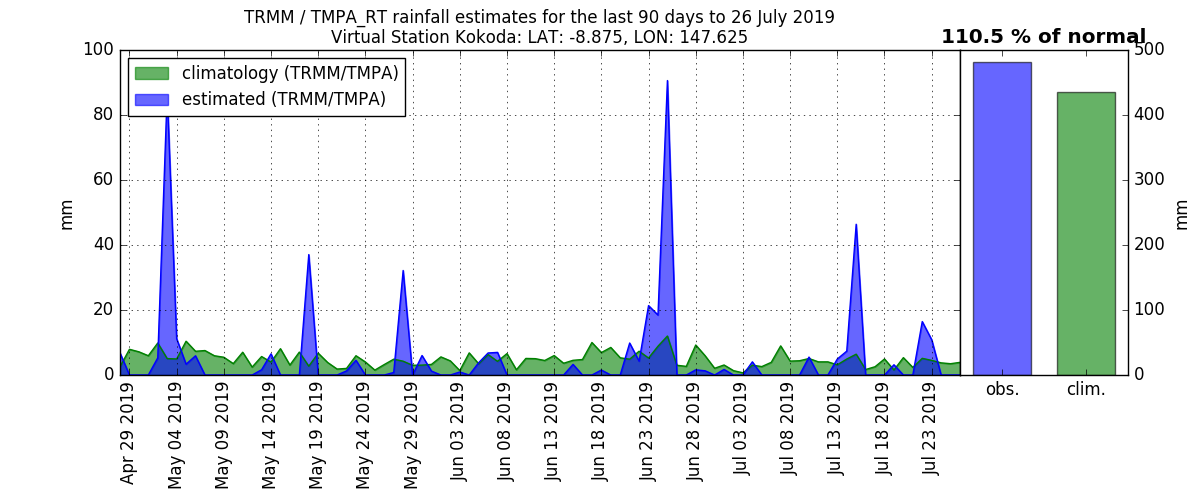 TRMM / TMPA_RT rainfall estimates for the last 90 days to 26 July 2019
Virtual Station Kokoda: LAT: -8.875, LON: 147.625
110.5 % of normal
climatology (TRMM/TMPA)
estimated (TRMM/TMPA)
100
80
60
40
20
0
mm
500
400
300
200
100
0
mm
Apr 29 2019
May 04 2019
May 09 2019
May 14 2019
May 19 2019
May 24 2019
May 29 2019
Jun 03 2019
Jun 08 2019
Jun 13 2019
Jun 18 2019
Jun 23 2019
Jun 28 2019
Jul 03 2019
Jul 08 2019
Jul 13 2019
Jul 18 2019
Jul 23 2019
obs.
clim.